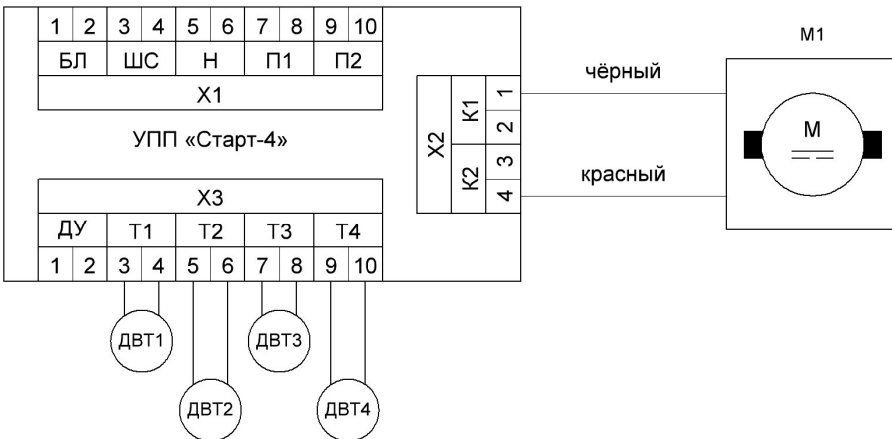 1 2 3 4 5 6 7 8 9 10
БЛ ШС Н П1 П2
Х1
УПП «Старт-4»
Х2
К1
К2
1
2
3
4
чёрный
красный
М1
М
Х3
ДУ Т1 Т2 Т3 Т4
1 2 3 4 5 6 7 8 9 10
ДВТ1
ДВТ3
ДВТ2
ДВТ4